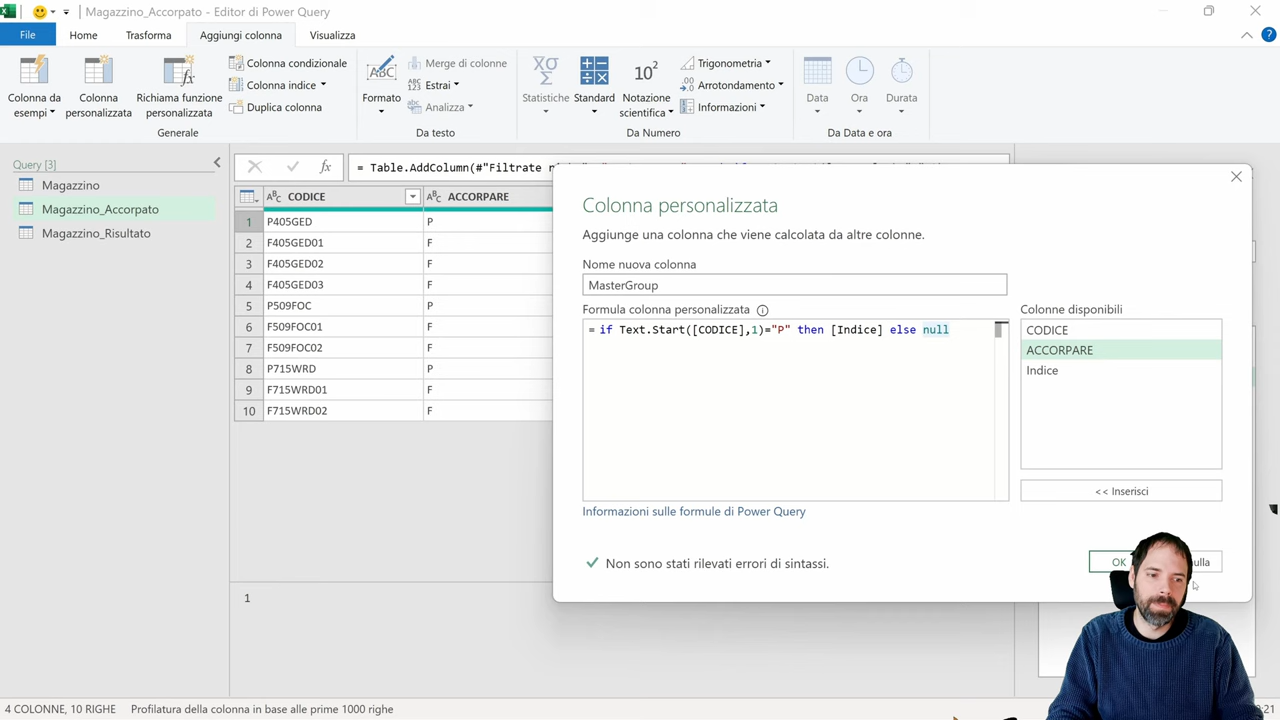 Magazzino_Accorpato - Editor di Power Query
File Home Trasforma Aggiungi colonna Visualizza
Colonna da esempi
Colonna personalizzata
Richiama funzione personalizzata
Colonna condizionale
Colonna indice
Duplica colonna
Generale
Formato
Merge di colonne
Estrai
Analizza
Da testo
Statistiche
Standard
Notazione scientifica
Trigonometria
Arrotondamento
Informazioni
Da Numero
Data
Ora
Durata
Da Data e ora
Query [3]
Magazzino
Magazzino_Accorpato
Magazzino_Risultato
= Table.AddColumn(#"Filtrate
CODICE ACCORPARE
1 P405GED P
2 F405GED01 F
3 F405GED02 F
4 F405GED03 F
5 P509FOC P
6 F509FOC01 F
7 F509FOC02 F
8 P715WRD P
9 F715WRD01 F
10 F715WRD02 F
1
Colonna personalizzata
Aggiunge una colonna che viene calcolata da altre colonne.
Nome nuova colonna
MasterGroup
Formula colonna personalizzata
= if Text.Start([CODICE],1)="P" then [Indice] else null
Colonne disponibili
CODICE
ACCORPARE
Indice
<< Inserisci
Informazioni sulle formule di Power Query
Non sono stati rilevati errori di sintassi.
OK
4 COLONNE, 10 RIGHE Profilatura della colonna in base alle prime 1000 righe